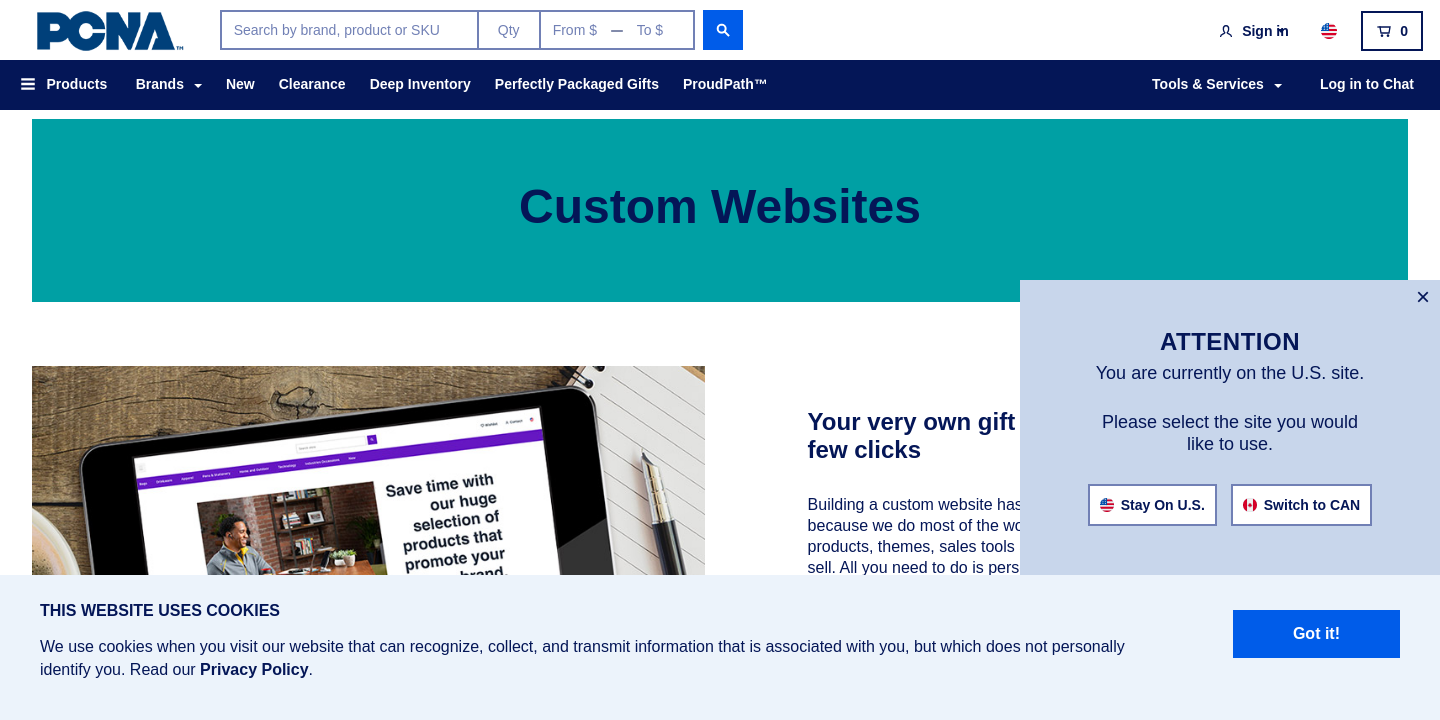 PCNA™
Search by brand, product or SKU
Qty
From $ — To $
Sign in
0
Products
Brands
New
Clearance
Deep Inventory
Perfectly Packaged Gifts
ProudPath™
Tools & Services
Log in to Chat
Custom Websites
×
ATTENTION
You are currently on the U.S. site.
Please select the site you would
like to use.
Stay On U.S.
Switch to CAN
Save time with
our huge
selection of
products that
promote your
brand.
Your very own gift
few clicks
Building a custom website has
because we do most of the
products, themes, sales tools
sell. All you need to do is
THIS WEBSITE USES COOKIES
We use cookies when you visit our website that can recognize, collect, and transmit information that is associated with you, but which does not personally
identify you. Read our Privacy Policy.
Got it!